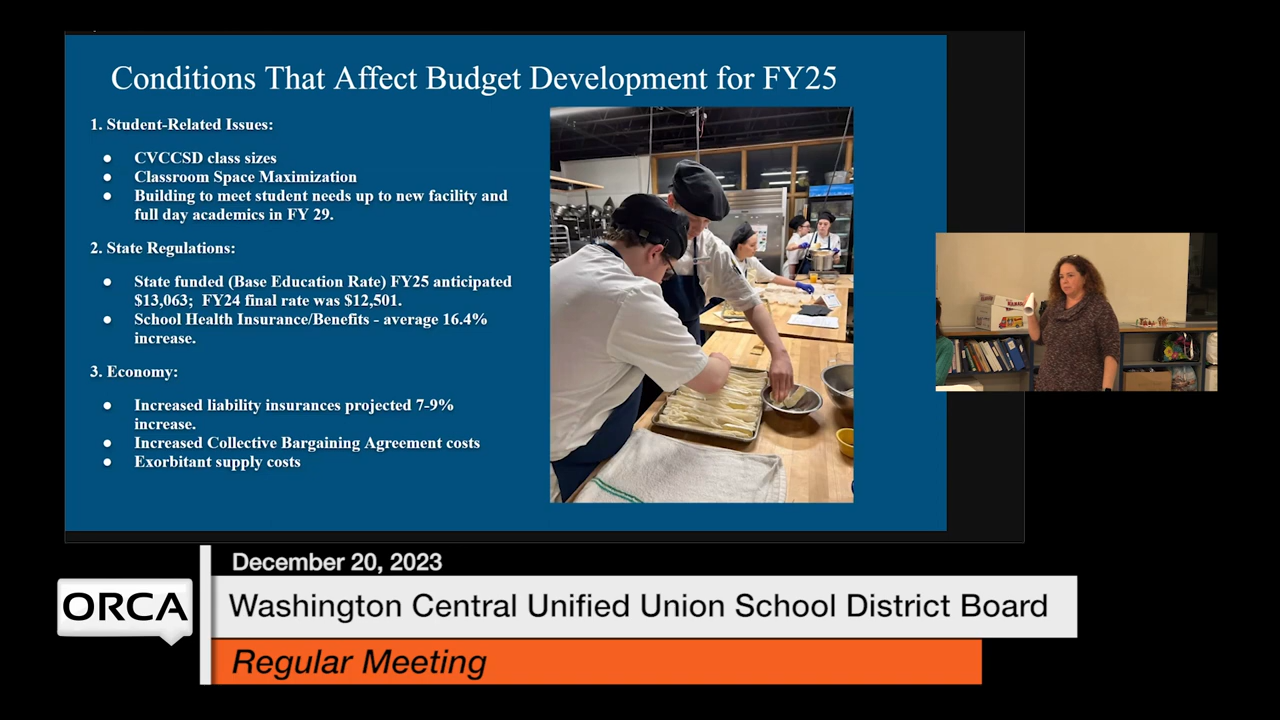 Conditions That Affect Budget Development for FY25
1. Student-Related Issues:
● CVCCSD class sizes
● Classroom Space Maximization
● Building to meet student needs up to new facility and
full day academics in FY 29.
2. State Regulations:
● State funded (Base Education Rate) FY25 anticipated
$13,063; FY24 final rate was $12,501.
● School Health Insurance/Benefits - average 16.4%
increase.
3. Economy:
● Increased liability insurances projected 7-9%
increase.
● Increased Collective Bargaining Agreement costs
● Exorbitant supply costs
December 20, 2023
ORCA
Washington Central Unified Union School District Board
Regular Meeting